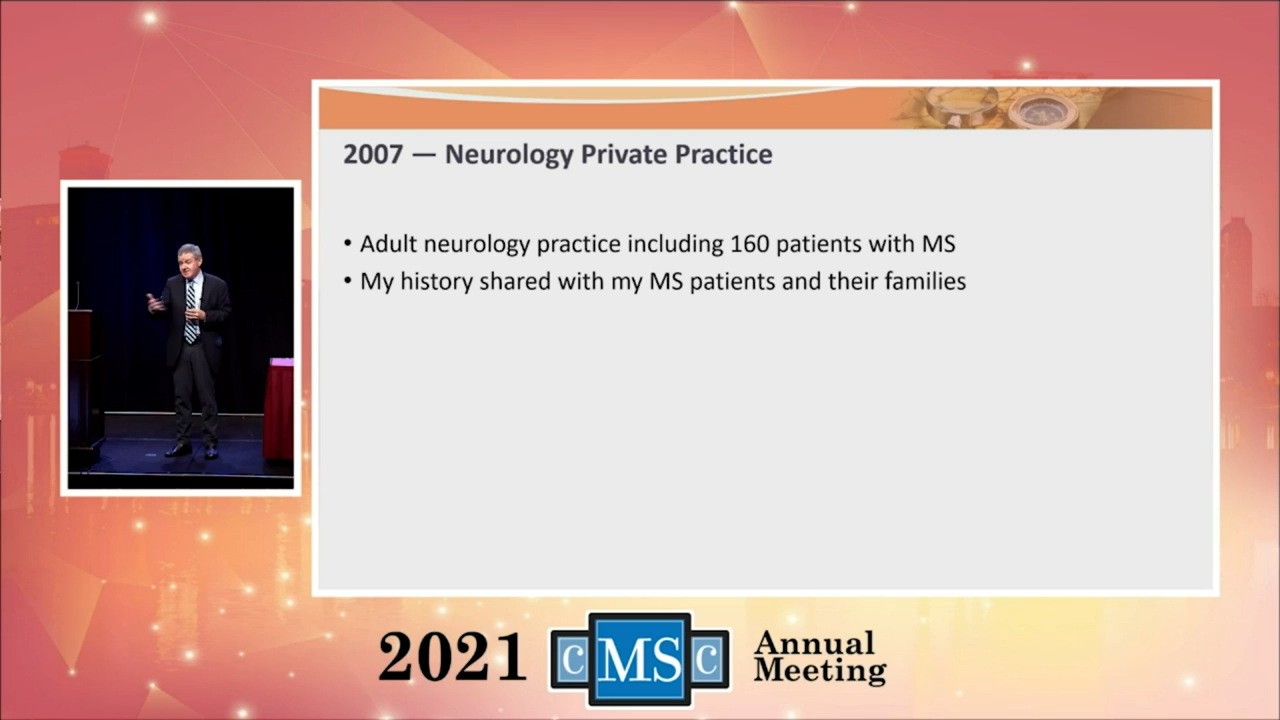 2007 — Neurology Private Practice
• Adult neurology practice including 160 patients with MS
• My history shared with my MS patients and their families
2021 CMSC Annual
Meeting